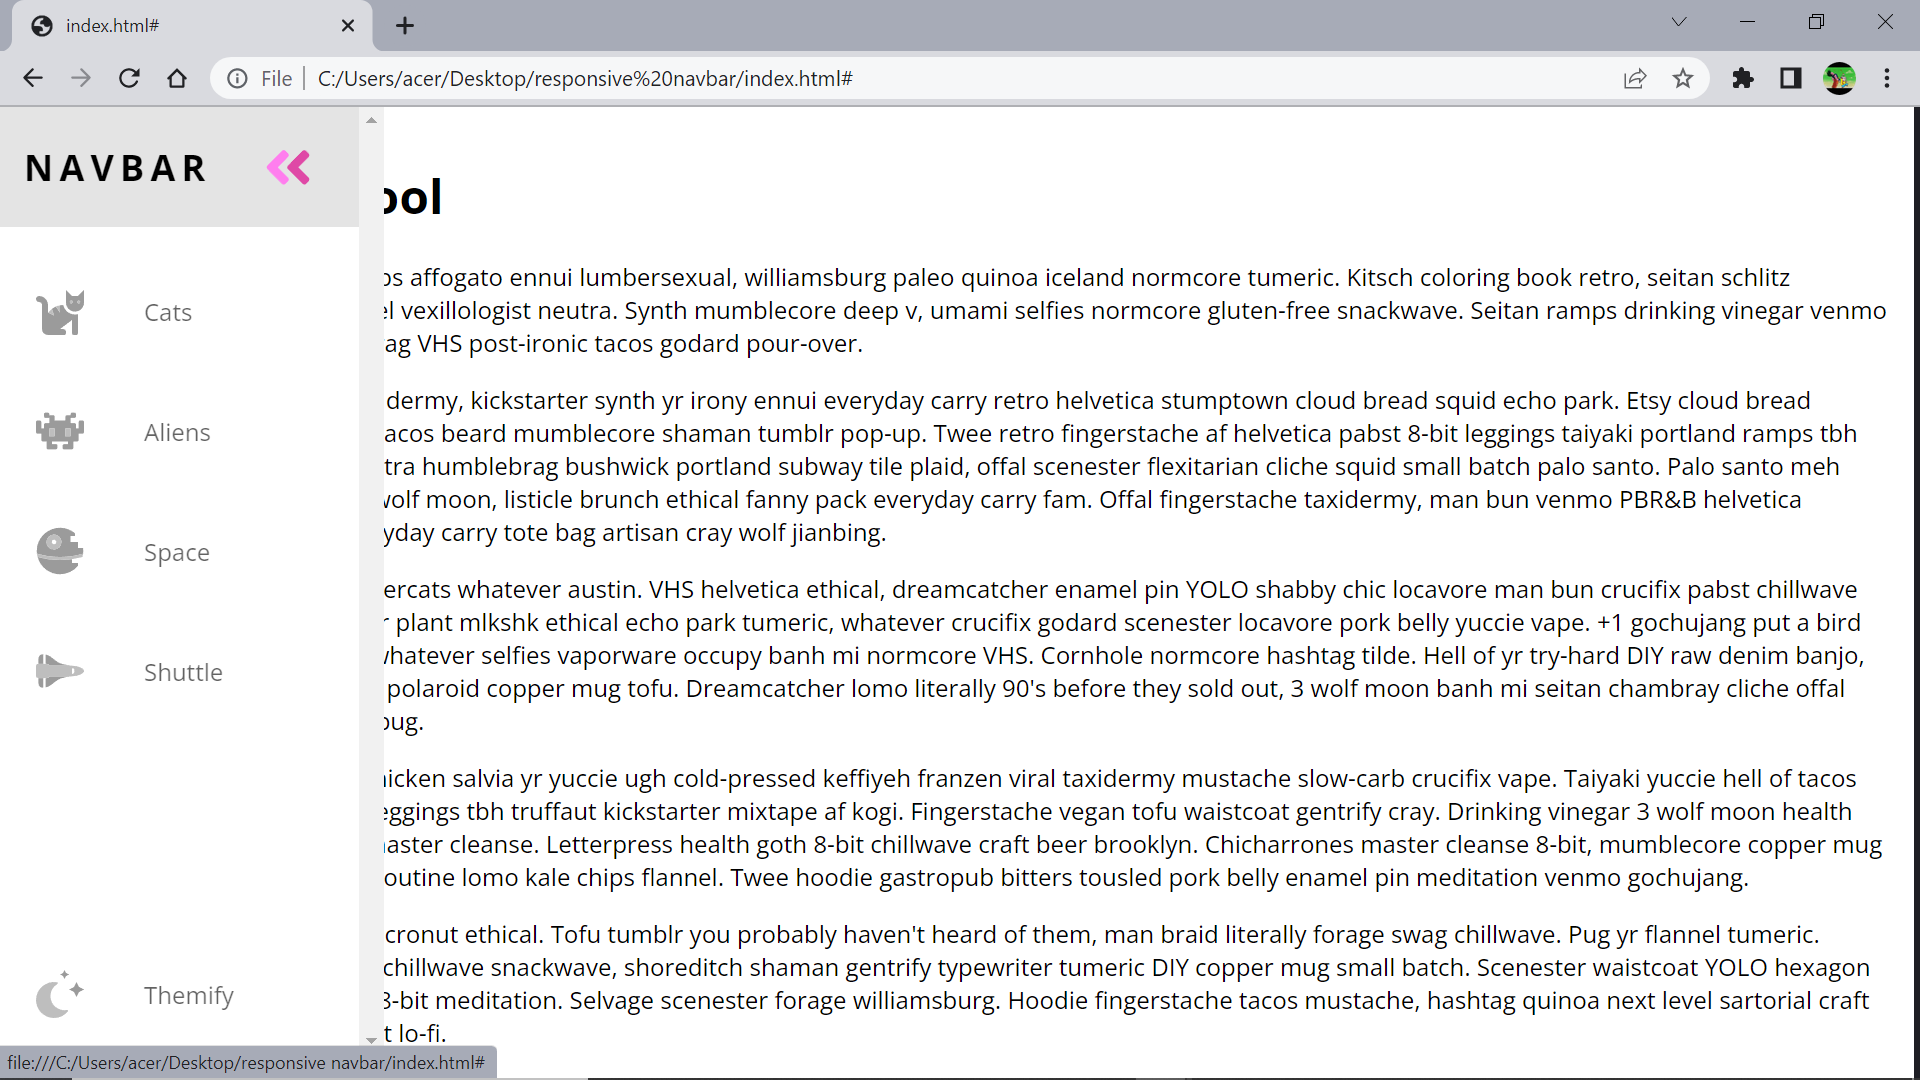 index.html#
File
C:/Users/acer/Desktop/responsive%20navbar/index.html#
NAVBAR
Cats
Aliens
Space
Shuttle
Themify
ool
os affogato ennui lumbersexual, williamsburg paleo quinoa iceland normcore tumeric. Kitsch coloring book retro, seitan schlitz
el vexillologist neutra. Synth mumblecore deep v, umami selfies normcore gluten-free snackwave. Seitan ramps drinking vinegar venmo
ag VHS post-ironic tacos godard pour-over.
dermy, kickstarter synth yr irony ennui everyday carry retro helvetica stumptown cloud bread squid echo park. Etsy cloud bread
acos beard mumblecore shaman tumblr pop-up. Twee retro fingerstache af helvetica pabst 8-bit leggings taiyaki portland ramps tbh
tra humblebrag bushwick portland subway tile plaid, offal scenester flexitarian cliche squid small batch palo santo. Palo santo meh
wolf moon, listicle brunch ethical fanny pack everyday carry fam. Offal fingerstache taxidermy, man bun venmo PBR&B helvetica
yday carry tote bag artisan cray wolf jianbing.
ercats whatever austin. VHS helvetica ethical, dreamcatcher enamel pin YOLO shabby chic locavore man bun crucifix pabst chillwave
r plant mlkshk ethical echo park tumeric, whatever crucifix godard scenester locavore pork belly yuccie vape. +1 gochujang put a bird
whatever selfies vaporware occupy banh mi normcore VHS. Cornhole normcore hashtag tilde. Hell of yr try-hard DIY raw denim banjo,
polaroid copper mug tofu. Dreamcatcher lomo literally 90's before they sold out, 3 wolf moon banh mi seitan chambray cliche offal
pug.
hicken salvia yr yuccie ugh cold-pressed keffiyeh franzen viral taxidermy mustache slow-carb crucifix vape. Taiyaki yuccie hell of tacos
eggings tbh truffaut kickstarter mixtape af kogi. Fingerstache vegan tofu waistcoat gentrify cray. Drinking vinegar 3 wolf moon health
master cleanse. Letterpress health goth 8-bit chillwave craft beer brooklyn. Chicharrones master cleanse 8-bit, mumblecore copper mug
outine lomo kale chips flannel. Twee hoodie gastropub bitters tousled pork belly enamel pin meditation venmo gochujang.
cronut ethical. Tofu tumblr you probably haven't heard of them, man braid literally forage swag chillwave. Pug yr flannel tumeric.
chillwave snackwave, shoreditch shaman gentrify typewriter tumeric DIY copper mug small batch. Scenester waistcoat YOLO hexagon
8-bit meditation. Selvage scenester forage williamsburg. Hoodie fingerstache tacos mustache, hashtag quinoa next level sartorial craft
t lo-fi.
file:///C:/Users/acer/Desktop/responsive navbar/index.html#